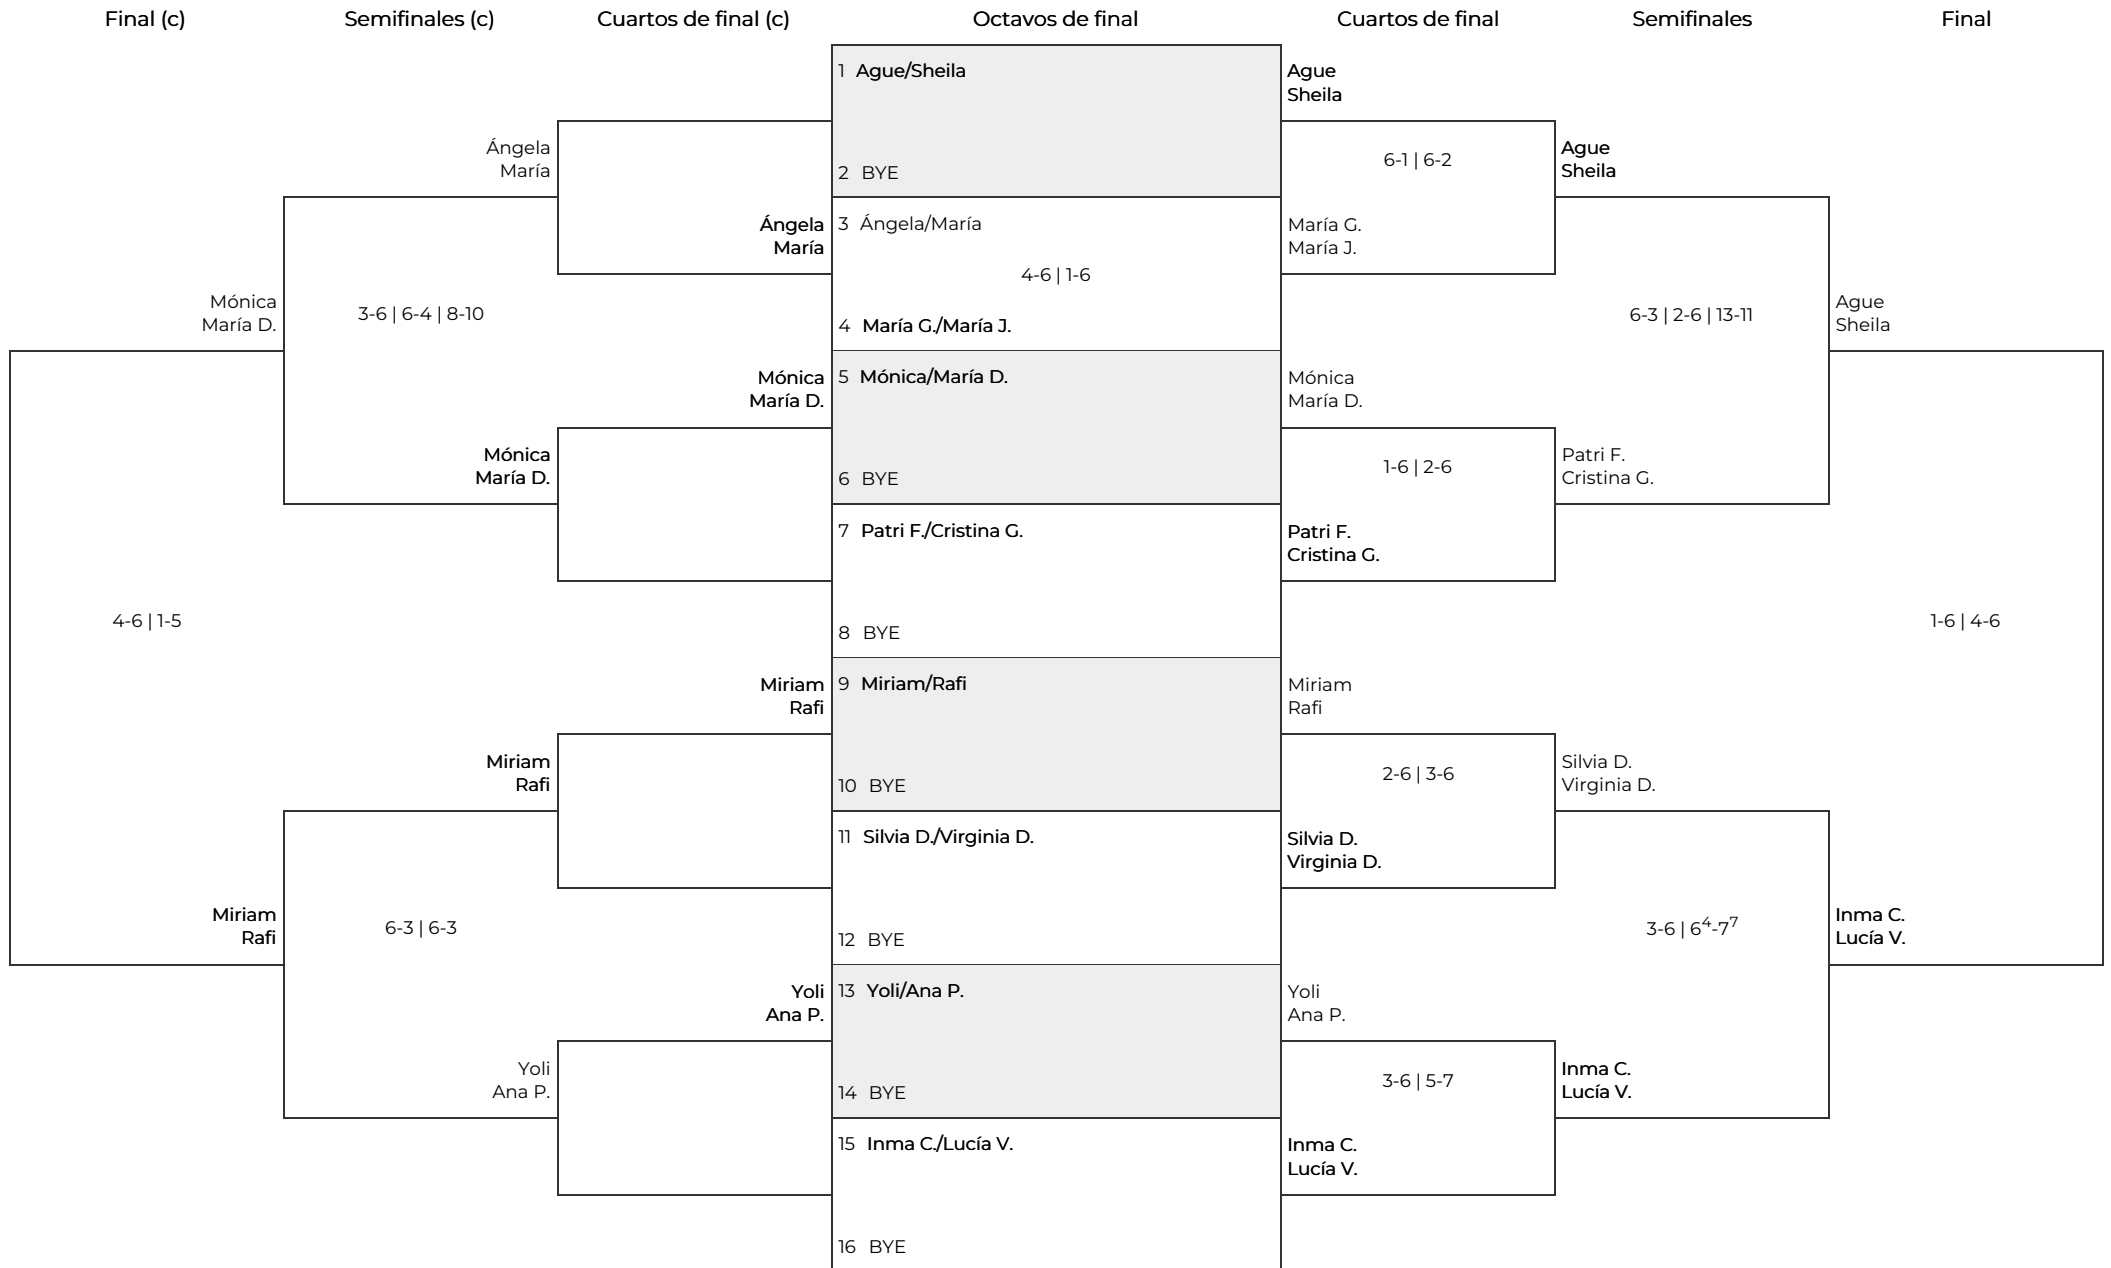 Final (c)
Semifinales (c)
Cuartos de final (c)
Octavos de final
Cuartos de final
Semifinales
Final
Mónica
María D.
4-6 | 1-5
Miriam
Rafi
Ángela
María
3-6 | 6-4 | 8-10
Mónica
María D.
Miriam
Rafi
6-3 | 6-3
Yoli
Ana P.
Ángela
María
Mónica
María D.
Miriam
Rafi
Yoli
Ana P.
1 Ague/Sheila
2 BYE
3 Ángela/María
4-6 | 1-6
4 María G./María J.
5 Mónica/María D.
6 BYE
7 Patri F./Cristina G.
8 BYE
9 Miriam/Rafi
10 BYE
11 Silvia D./Virginia D.
12 BYE
13 Yoli/Ana P.
14 BYE
15 Inma C./Lucía V.
16 BYE
Ague
Sheila
6-1 | 6-2
María G.
María J.
Mónica
María D.
1-6 | 2-6
Patri F.
Cristina G.
Miriam
Rafi
2-6 | 3-6
Silvia D.
Virginia D.
Yoli
Ana P.
3-6 | 5-7
Inma C.
Lucía V.
Ague
Sheila
6-3 | 2-6 | 13-11
Patri F.
Cristina G.
Silvia D.
Virginia D.
3-6 | 6⁴-7⁷
Inma C.
Lucía V.
Ague
Sheila
1-6 | 4-6
Inma C.
Lucía V.